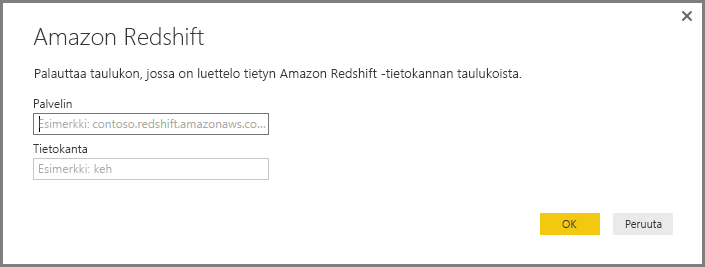 Amazon Redshift
Palauttaa taulukon, jossa on luettelo tietyn Amazon Redshift -tietokannan taulukoista.
Palvelin
Esimerkki: contoso.redshift.amazonaws.co...
Tietokanta
Esimerkki: keh
OK
Peruuta